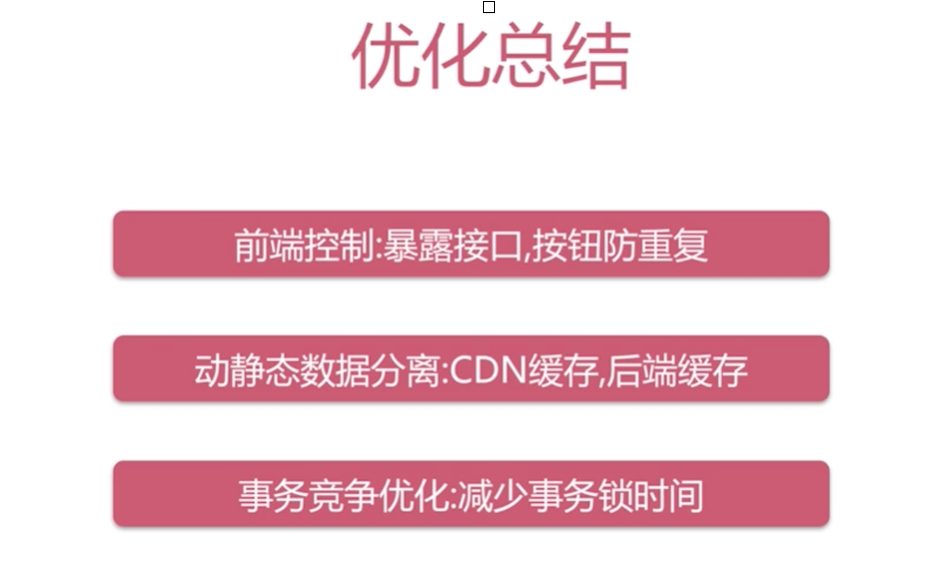 优化总结
前端控制:暴露接口,按钮防重复
动静态数据分离:CDN缓存,后端缓存
事务竞争优化:减少事务锁时间